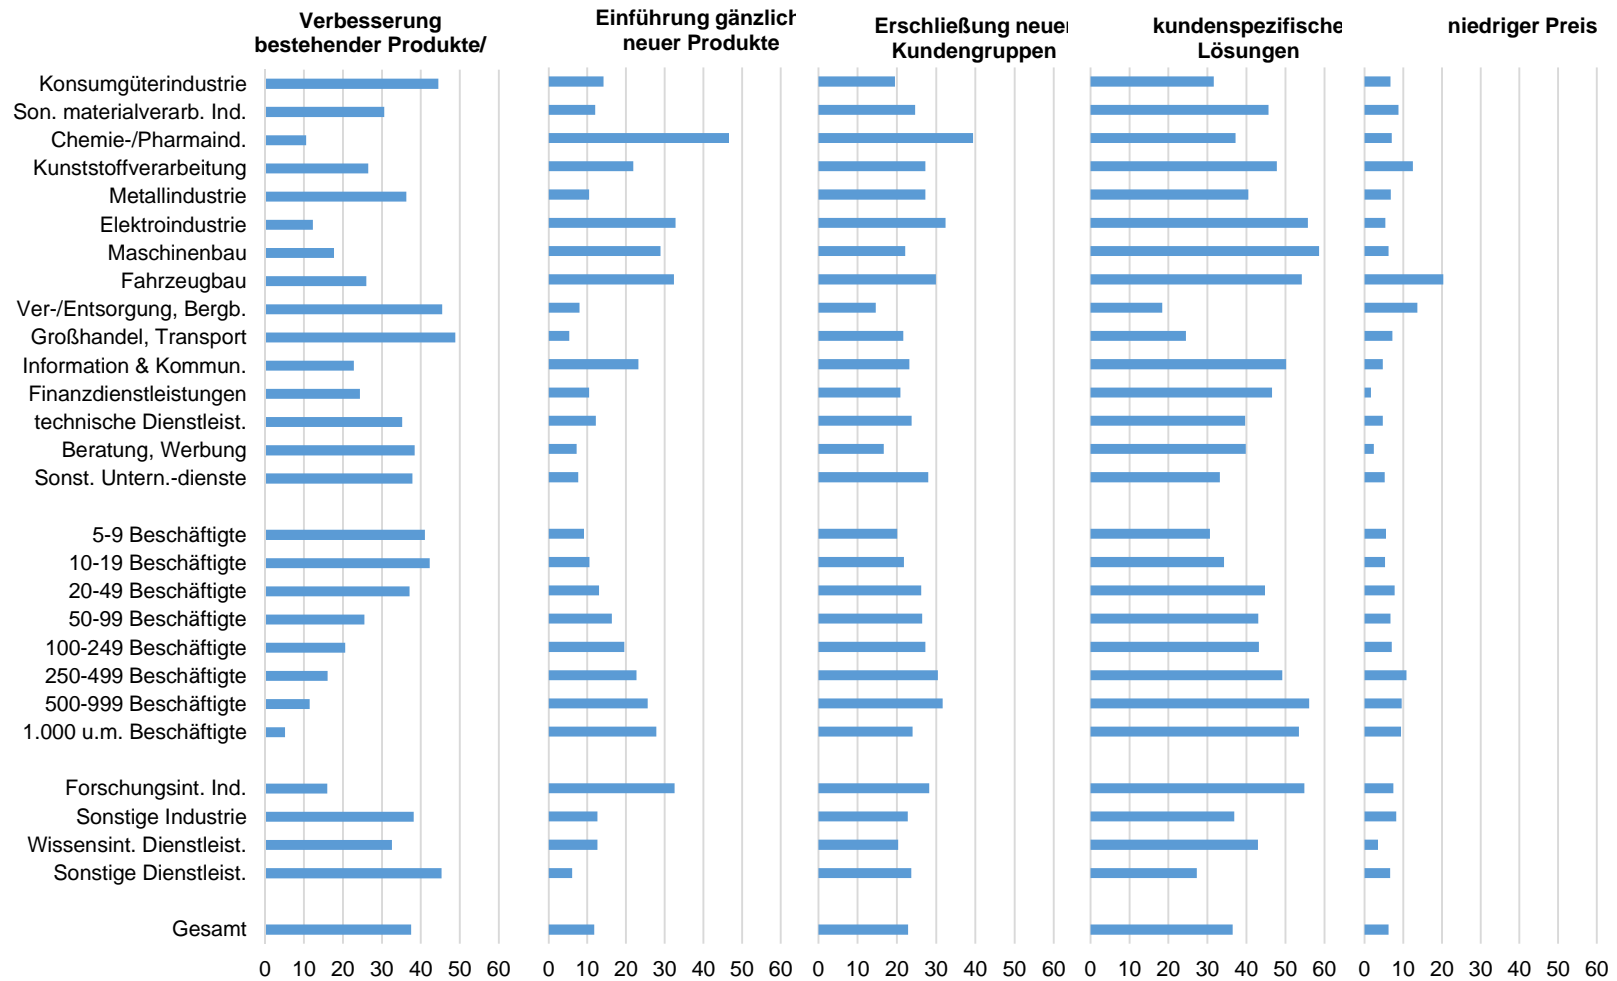 Verbesserung
bestehender Produkte/
Einführung gänzlich
neuer Produkte
Erschließung neuer
Kundengruppen
kundenspezifische
Lösungen
niedriger Preis
Konsumgüterindustrie
Son. materialverarb. Ind.
Chemie-/Pharmaind.
Kunststoffverarbeitung
Metallindustrie
Elektroindustrie
Maschinenbau
Fahrzeugbau
Ver-/Entsorgung, Bergb.
Großhandel, Transport
Information & Kommun.
Finanzdienstleistungen
technische Dienstleist.
Beratung, Werbung
Sonst. Untern.-dienste
5-9 Beschäftigte
10-19 Beschäftigte
20-49 Beschäftigte
50-99 Beschäftigte
100-249 Beschäftigte
250-499 Beschäftigte
500-999 Beschäftigte
1.000 u.m. Beschäftigte
Forschungsint. Ind.
Sonstige Industrie
Wissensint. Dienstleist.
Sonstige Dienstleist.
Gesamt
0 10 20 30 40 50 60
0 10 20 30 40 50 60
0 10 20 30 40 50 60
0 10 20 30 40 50 60
0 10 20 30 40 50 60